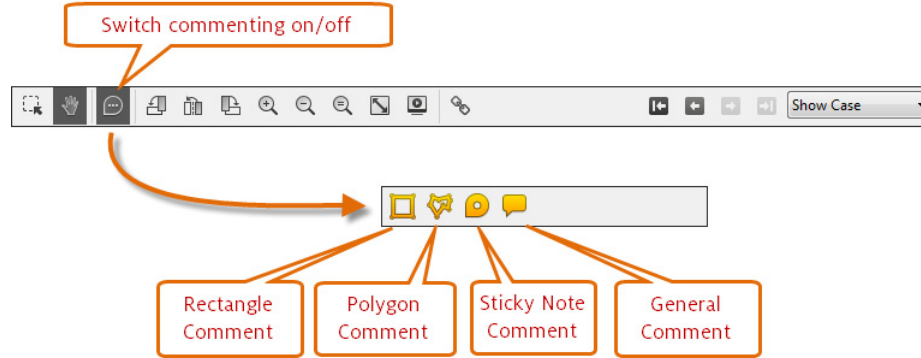 Switch commenting on/off
Show Case
Rectangle
Comment
Polygon
Comment
Sticky Note
Comment
General
Comment